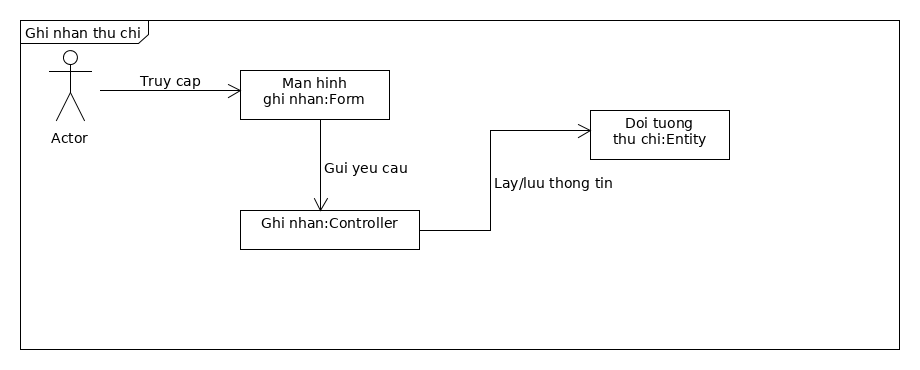 Ghi nhan thu chi
Truy cap
Man hinh
ghi nhan:Form
Doi tuong
thu chi:Entity
Actor
Gui yeu cau
Lay/luu thong tin
Ghi nhan:Controller